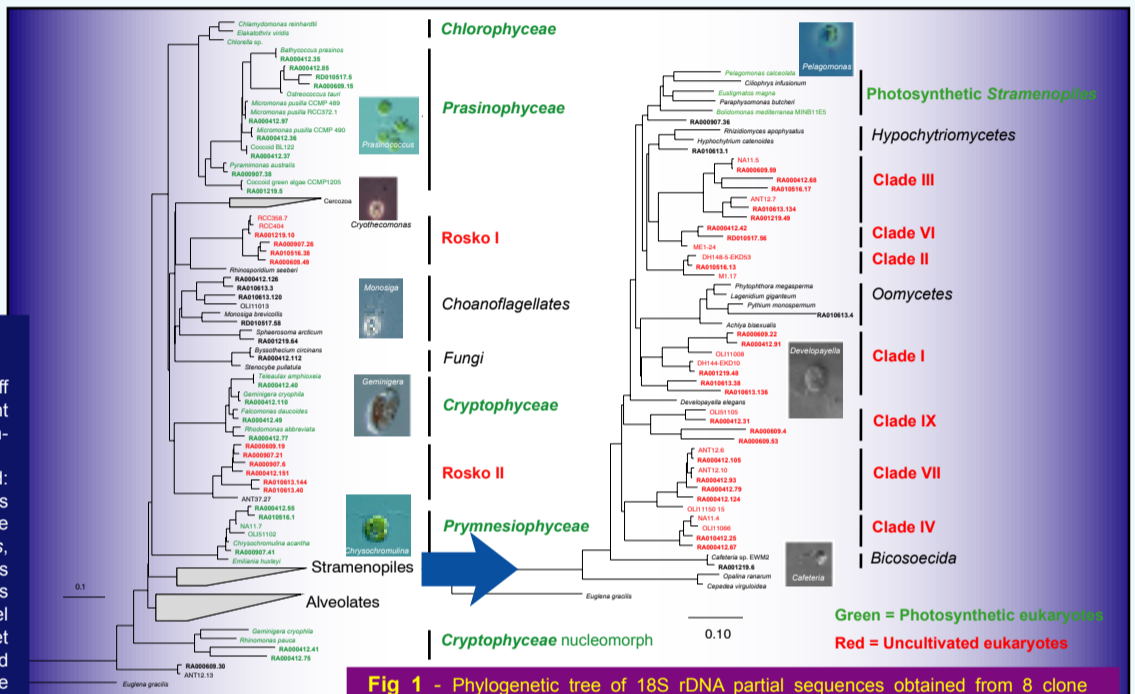 Chlamydomonas reinhardtii
Elakatothrix viridis
Chlorella sp.
Bathycoccus prasinos
RA000412.35
RA000412.85
RD010517.5
RA000609.15
Ostreococcus tauri
Micromonas pusilla CCMP 489
Micromonas pusilla RCC372.1
RA000412.97
Micromonas pusilla CCMP 490
RA000412.36
Coccoid BL122
RA000412.37
Pyramimonas australis
RA000907.38
Coccoid green algae CCMP1205
RA001219.5
Cercozoa
RCC358.7
RCC404
RA001219.10
RA000907.26
RA010516.38
RA000609.48
Rhinosporidium seeberi
RA000412.126
RA010613.3
RA010613.120
OLI11013
Monosiga brevicollis
RD010517.58
Sphaerosoma arcticum
RA001219.64
Byssothecium circinans
RA000412.112
Stenocybe pullatula
Teleaulax amphioxeia
RA000412.40
Geminigera cryophila
RA000412.110
Falcomonas daucoides
RA000412.49
Rhodomonas abbreviata
RA000412.77
RA000609.19
RA000907.21
RA000907.6
RA000412.151
RA010613.144
RA010613.40
ANT37.27
RA000412.55
RA010516.1
NA11.7
OLI51102
Chrysochromulina acantha
RA000907.41
Emiliania huxleyi
Stramenopiles
Alveolates
0.1
Geminigera cryophila
Rhinomonas pauca
RA000412.41
RA000412.75
RA000609.30
ANT12.13
Euglena gracilis
Chlorophyceae
Prasinophyceae
Prasinococcus
Cryothecomonas
Rosko I
Monosiga
Choanoflagellates
Fungi
Geminigera
Cryptophyceae
Rosko II
Prymnesiophyceae
Chrysochromulina
Cryptophyceae nucleomorph
Pelagomonas
Pelagomonas calceolata
Ciliophrys infusionum
Eustigmatos magna
Paraphysomonas butcheri
Bolidomonas mediterranea MINB11E5
RA000907.36
Rhizidiomyces apophysatus
Hyphochytrium catenoides
RA010613.1
NA11.5
RA000609.59
RA000412.68
RA010516.17
ANT12.7
RA010613.134
RA001219.49
RA000412.42
RD010517.56
ME1-24
DH148-5-EKD53
RA010516.13
M1.17
Phytophthora megasperma
Lagenidium giganteum
Pythium monospermum
RA010613.4
Achlya bisexualis
RA000609.22
RA000412.91
OLI11008
DH144-EKD10
RA001219.48
RA010613.38
RA010613.136
Developayella elegans
OLI51105
RA000412.31
RA000609.4
RA000609.53
ANT12.6
RA000412.105
ANT12.10
RA000412.93
RA000412.79
RA000412.124
OLI11150 15
NA11.4
OLI11066
RA010412.25
RA000412.67
Cafeteria sp. EWM2
RA001219.6
Opalina ranarum
Cepedea virguloidea
Euglena gracilis
0.10
Photosynthetic Stramenopiles
Hypochytriomycetes
Clade III
Clade VI
Clade II
Oomycetes
Developayella
Clade I
Clade IX
Clade VII
Clade IV
Bicosoecida
Cafeteria
Green = Photosynthetic eukaryotes
Red = Uncultivated eukaryotes
Fig 1 - Phylogenetic tree of 18S rDNA partial sequences obtained from 8 clone